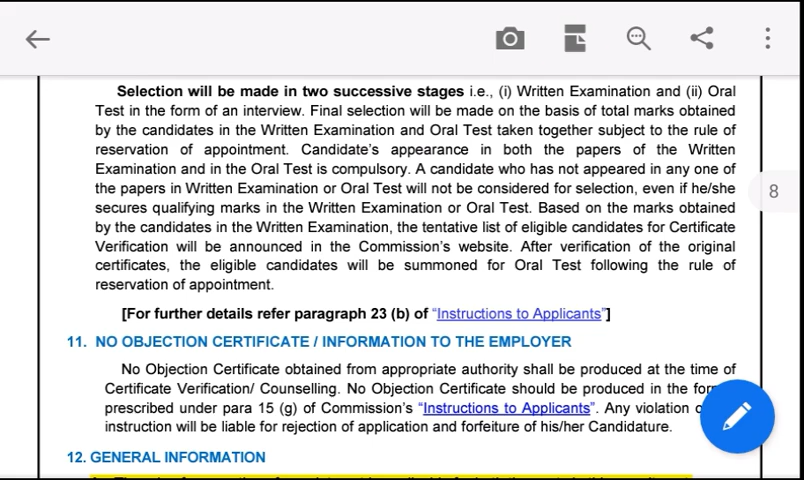 Selection will be made in two successive stages i.e., (i) Written Examination and (ii) Oral
Test in the form of an interview. Final selection will be made on the basis of total marks obtained
by the candidates in the Written Examination and Oral Test taken together subject to the rule of
reservation of appointment. Candidate's appearance in both the papers of the Written
Examination and in the Oral Test is compulsory. A candidate who has not appeared in any one of
the papers in Written Examination or Oral Test will not be considered for selection, even if he/she
secures qualifying marks in the Written Examination or Oral Test. Based on the marks obtained
by the candidates in the Written Examination, the tentative list of eligible candidates for Certificate
Verification will be announced in the Commission's website. After verification of the original
certificates, the eligible candidates will be summoned for Oral Test following the rule of
reservation of appointment.
8
[For further details refer paragraph 23 (b) of "Instructions to Applicants"]
11. NO OBJECTION CERTIFICATE / INFORMATION TO THE EMPLOYER
No Objection Certificate obtained from appropriate authority shall be produced at the time of
Certificate Verification/ Counselling. No Objection Certificate should be produced in the
prescribed under para 15 (g) of Commission's "Instructions to Applicants". Any violation
instruction will be liable for rejection of application and forfeiture of his/her Candidature.
12. GENERAL INFORMATION